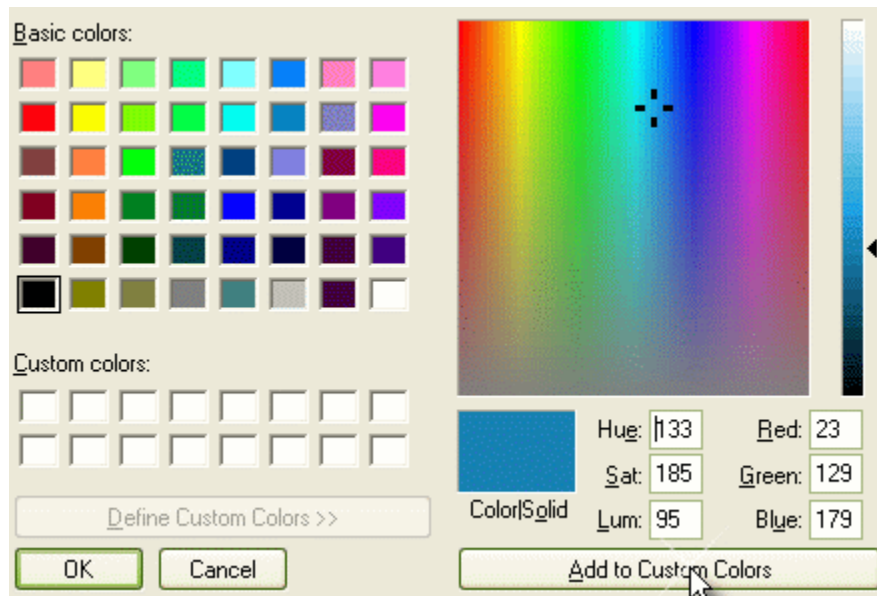 Basic colors:
Custom colors:
Define Custom Colors >>
OK
Cancel
Color|Solid
Hue: 133
Sat: 185
Lum: 95
Red: 23
Green: 129
Blue: 179
Add to Custom Colors